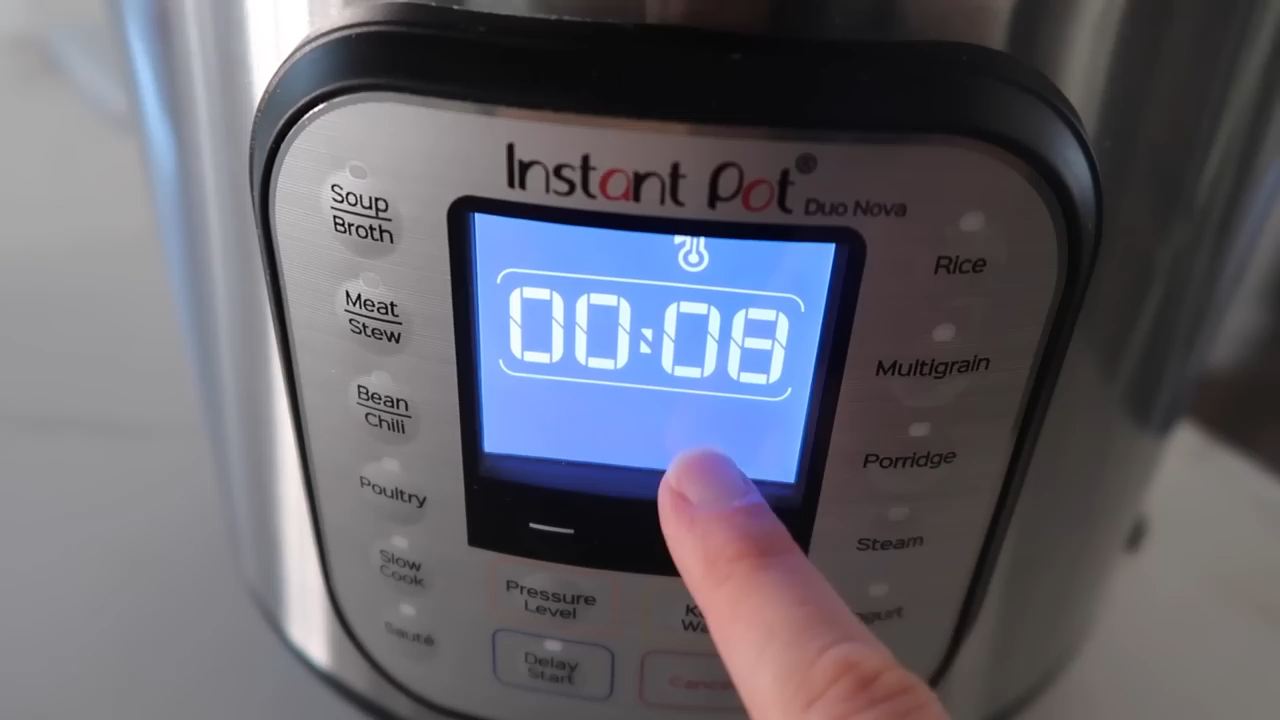 Instant Pot®
Duo Nova
Soup
Broth
Meat
Stew
Bean
Chili
Poultry
Slow
Cook
Sauté
00:08
Rice
Multigrain
Porridge
Steam
Pressure
Level
Delay
Start